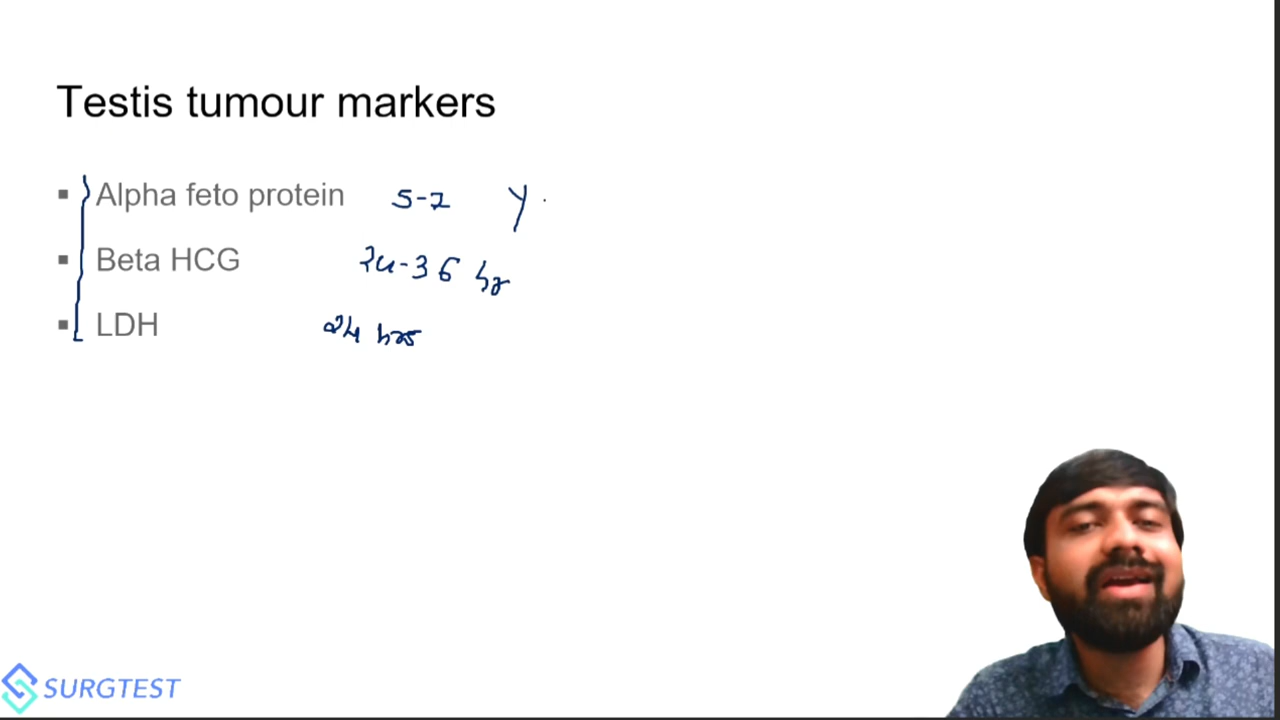 Testis tumour markers
▪ Alpha feto protein 5-7 Y
▪ Beta HCG 24-36 hr
▪ LDH 24 hrs
SURGTEST